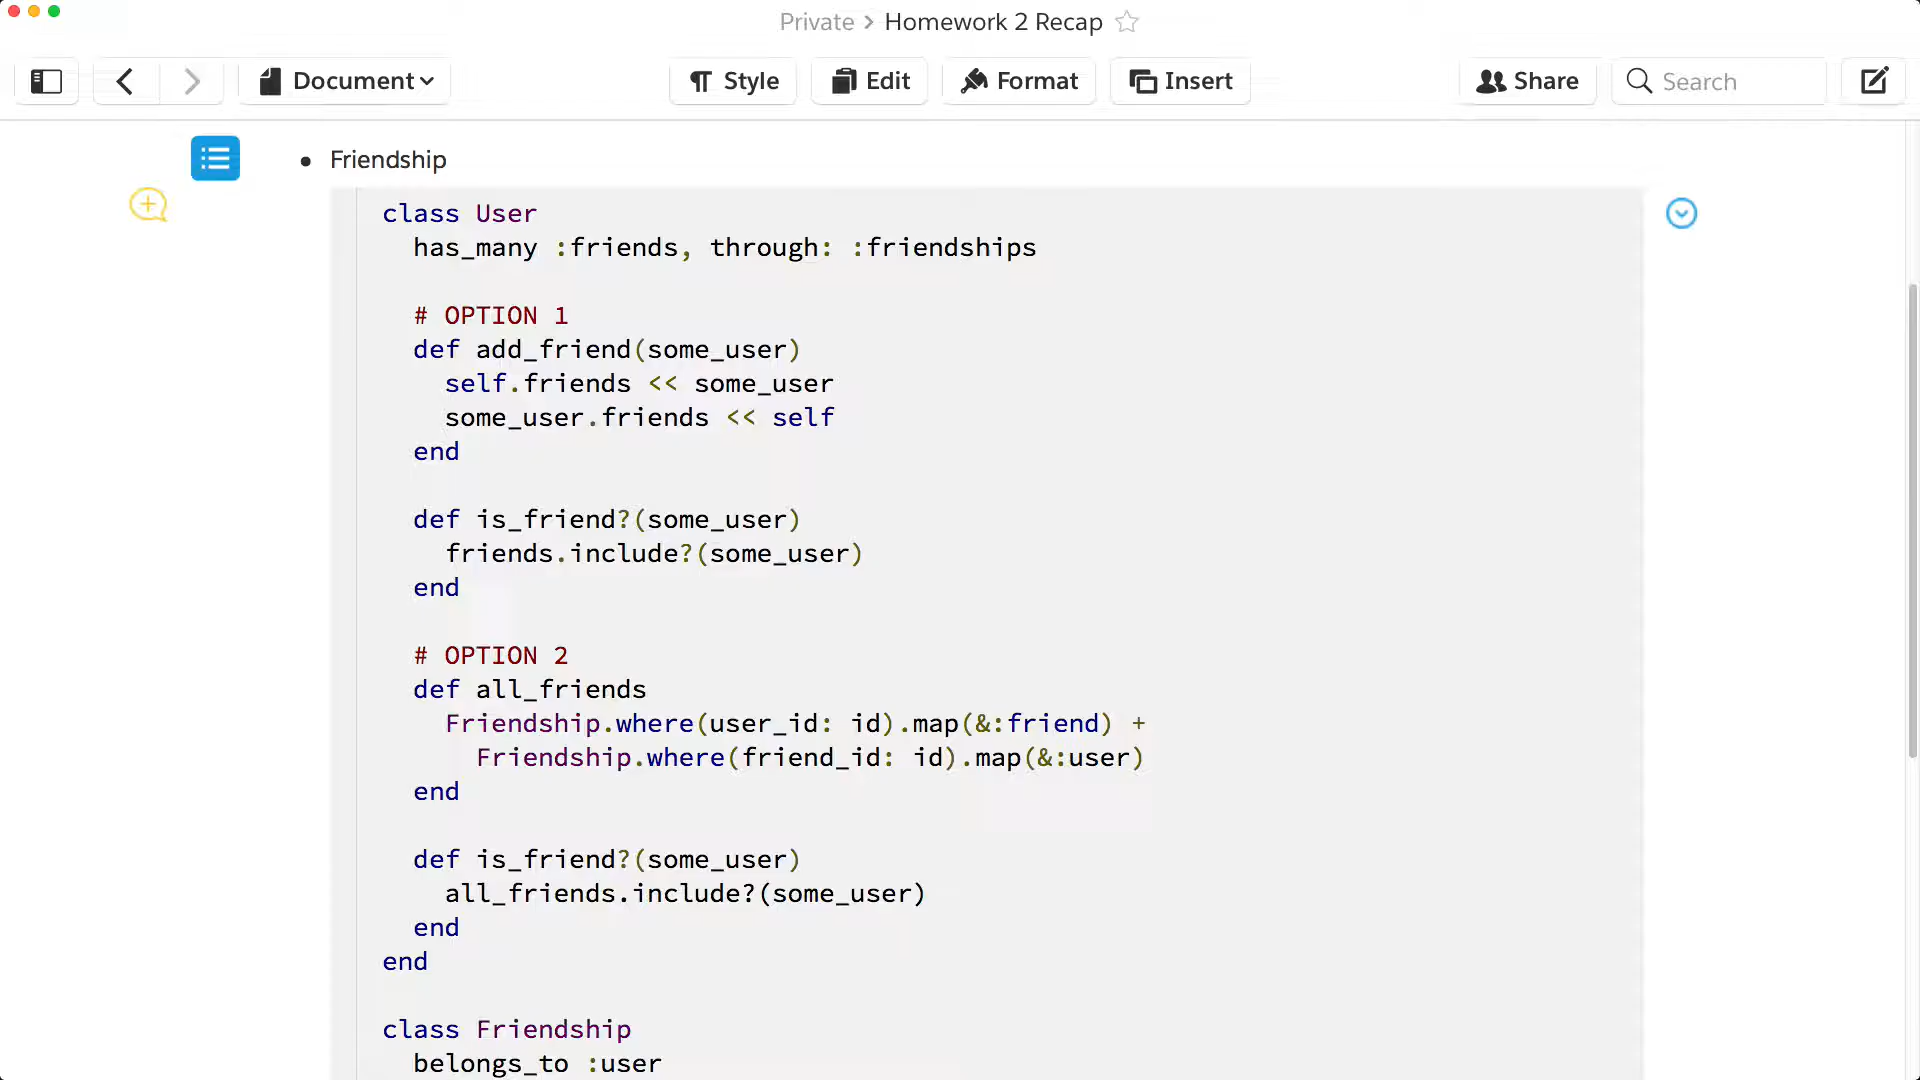 Private > Homework 2 Recap
Document
Style
Edit
Format
Insert
Share
Search
• Friendship
class User
  has_many :friends, through: :friendships

  # OPTION 1
  def add_friend(some_user)
    self.friends << some_user
    some_user.friends << self
  end

  def is_friend?(some_user)
    friends.include?(some_user)
  end

  # OPTION 2
  def all_friends
    Friendship.where(user_id: id).map(&:friend) +
      Friendship.where(friend_id: id).map(&:user)
  end

  def is_friend?(some_user)
    all_friends.include?(some_user)
  end
end

class Friendship
  belongs_to :user